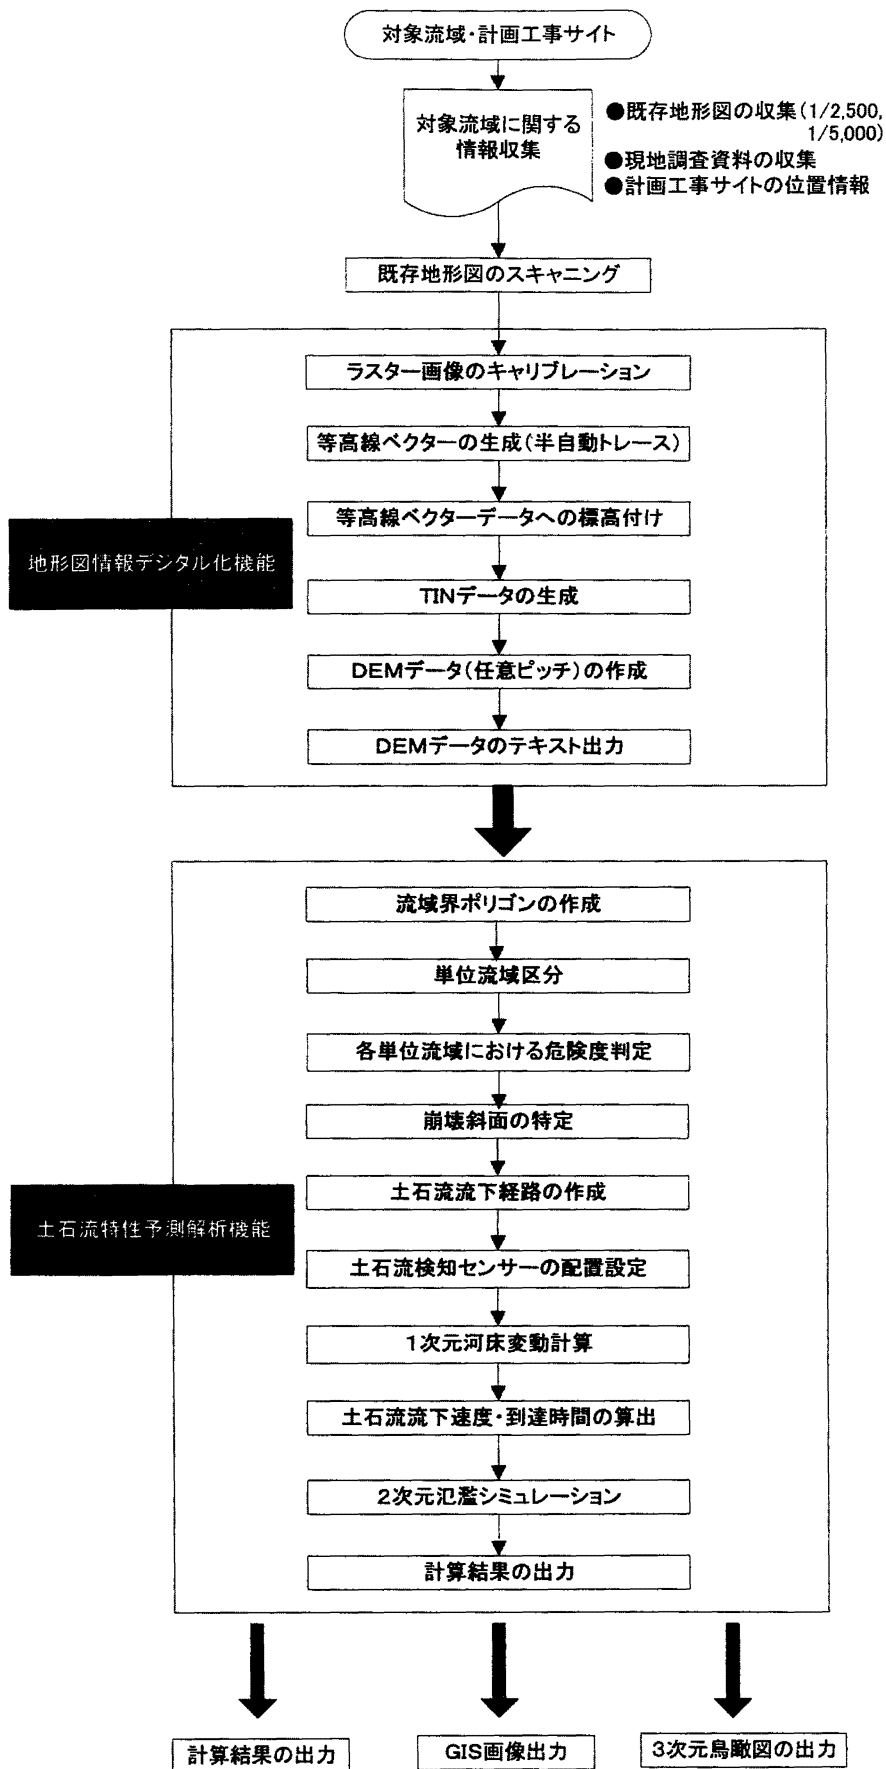 対象流域・計画工事サイト
対象流域に関する
情報収集
●既存地形図の収集(1/2,500,
1/5,000)
●現地調査資料の収集
●計画工事サイトの位置情報
既存地形図のスキャニング
ラスター画像のキャリブレーション
等高線ベクターの生成(半自動トレース)
等高線ベクターデータへの標高付け
地形図情報デジタル化機能
TINデータの生成
DEMデータ(任意ピッチ)の作成
DEMデータのテキスト出力
流域界ポリゴンの作成
単位流域区分
各単位流域における危険度判定
崩壊斜面の特定
土石流流下経路の作成
土石流特性予測解析機能
土石流検知センサーの配置設定
1次元河床変動計算
土石流流下速度・到達時間の算出
2次元氾濫シミュレーション
計算結果の出力
計算結果の出力
GIS画像出力
3次元鳥瞰図の出力